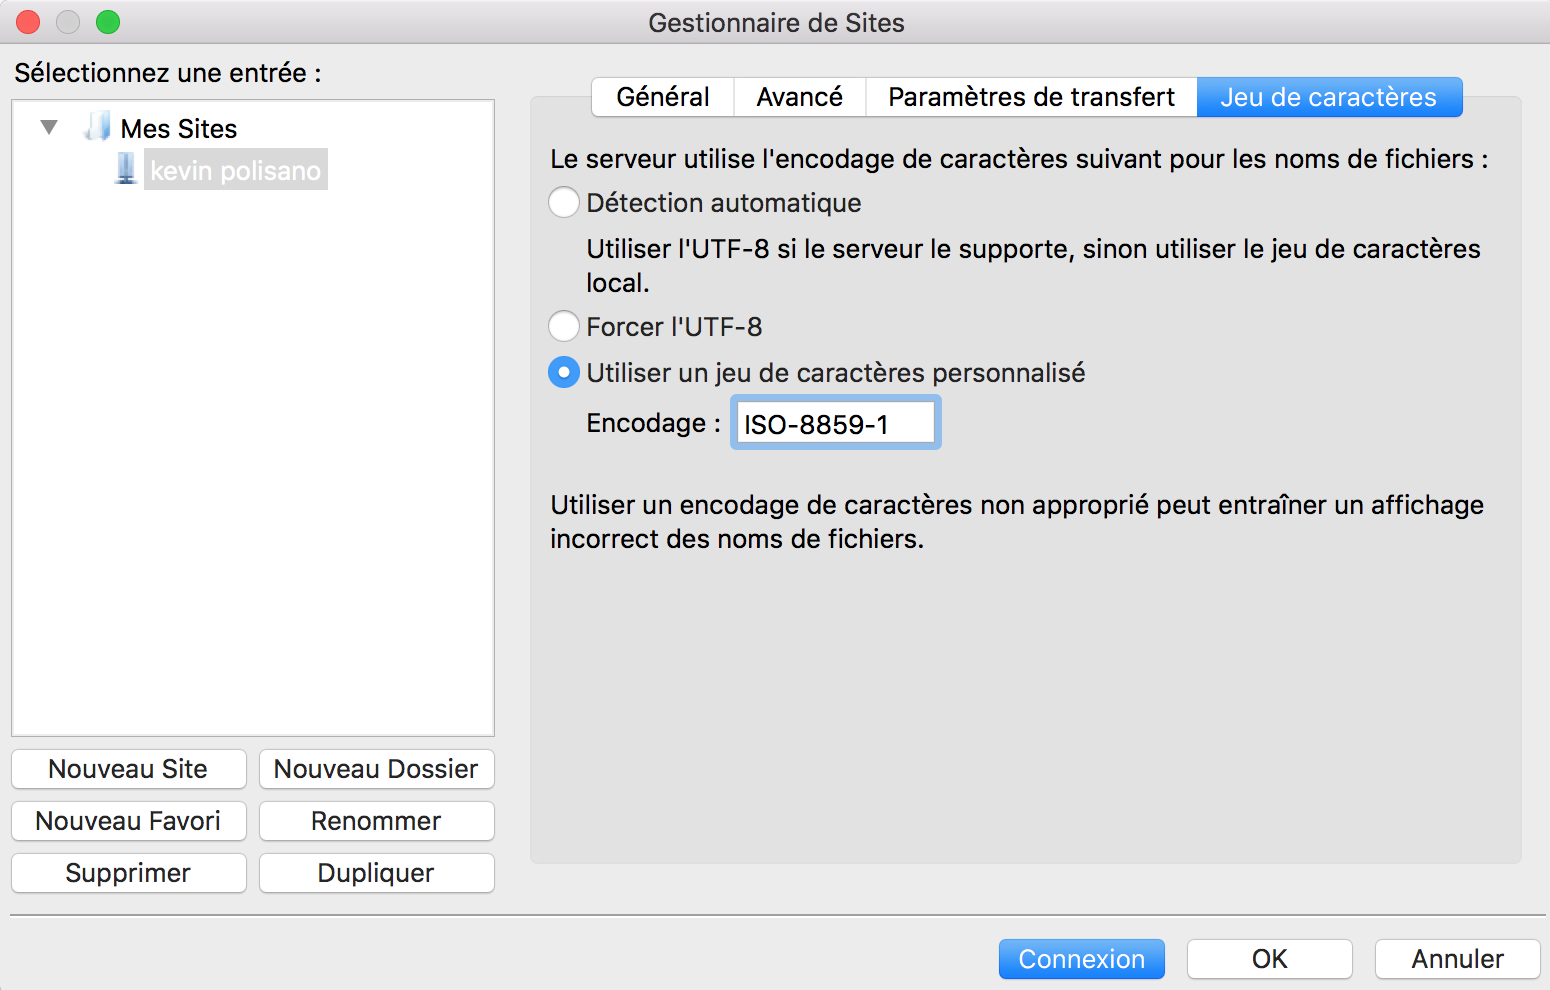 Gestionnaire de Sites
Sélectionnez une entrée :
Mes Sites
kevin polisano
Nouveau Site
Nouveau Dossier
Nouveau Favori
Renommer
Supprimer
Dupliquer
Général
Avancé
Paramètres de transfert
Jeu de caractères
Le serveur utilise l'encodage de caractères suivant pour les noms de fichiers :
Détection automatique
Utiliser l'UTF-8 si le serveur le supporte, sinon utiliser le jeu de caractères
local.
Forcer l'UTF-8
Utiliser un jeu de caractères personnalisé
Encodage : ISO-8859-1
Utiliser un encodage de caractères non approprié peut entraîner un affichage
incorrect des noms de fichiers.
Connexion
OK
Annuler